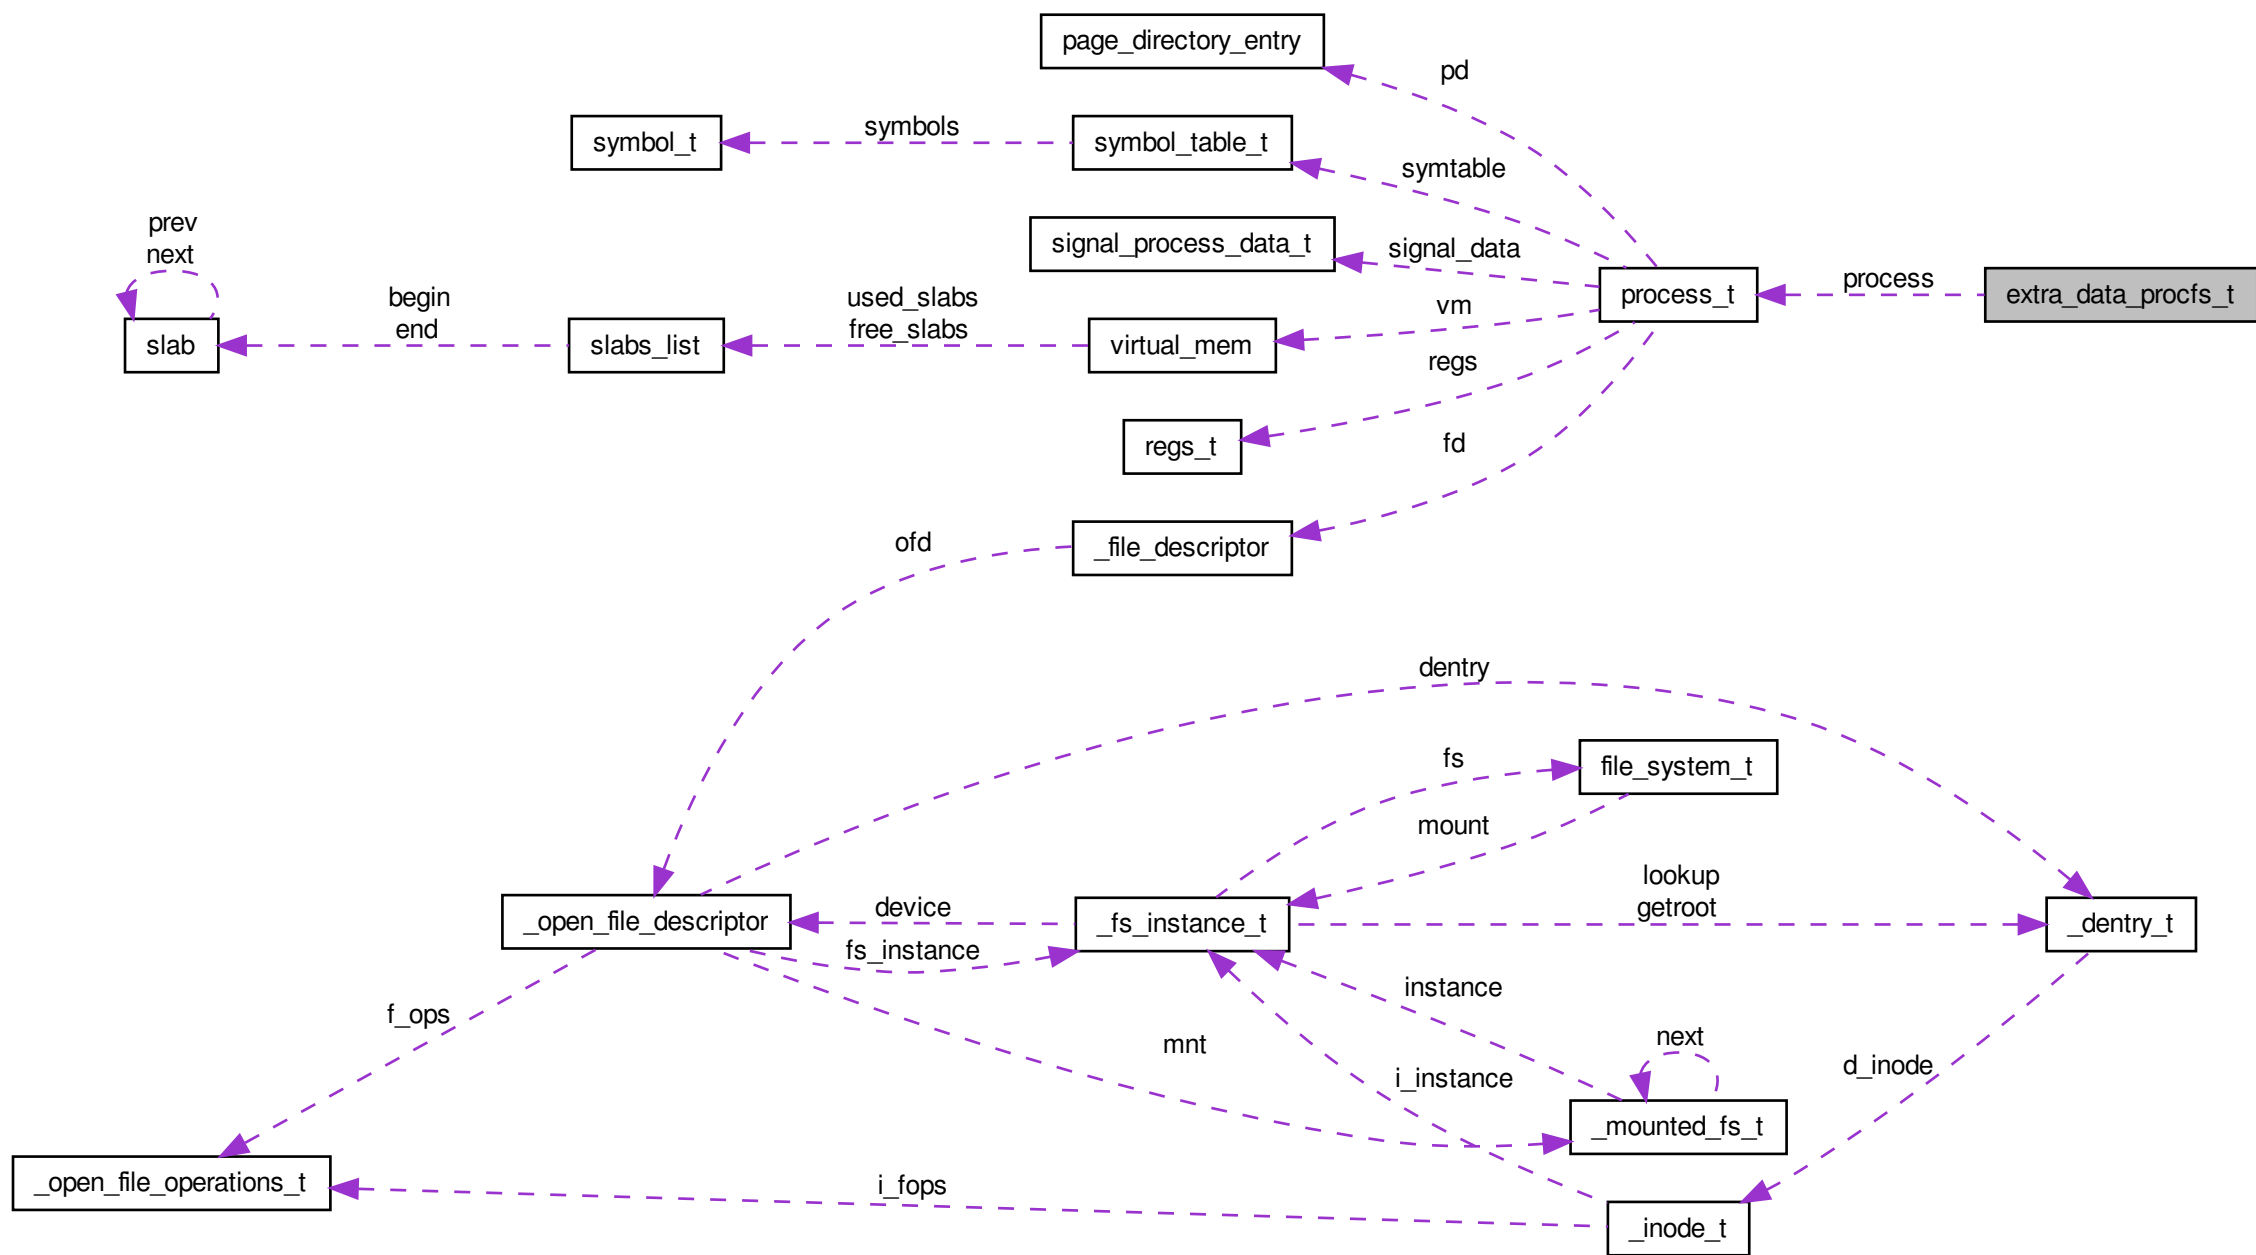 page_directory_entry
pd
symbol_t
symbols
symbol_table_t
symtable
prev
next
signal_process_data_t
signal_data
process_t
process
extra_data_procfs_t
slab
begin
end
slabs_list
used_slabs
free_slabs
virtual_mem
vm
regs
regs_t
fd
ofd
_file_descriptor
dentry
fs
file_system_t
mount
_open_file_descriptor
device
fs_instance
_fs_instance_t
lookup
getroot
_dentry_t
f_ops
mnt
instance
i_instance
next
d_inode
_mounted_fs_t
_open_file_operations_t
i_fops
_inode_t